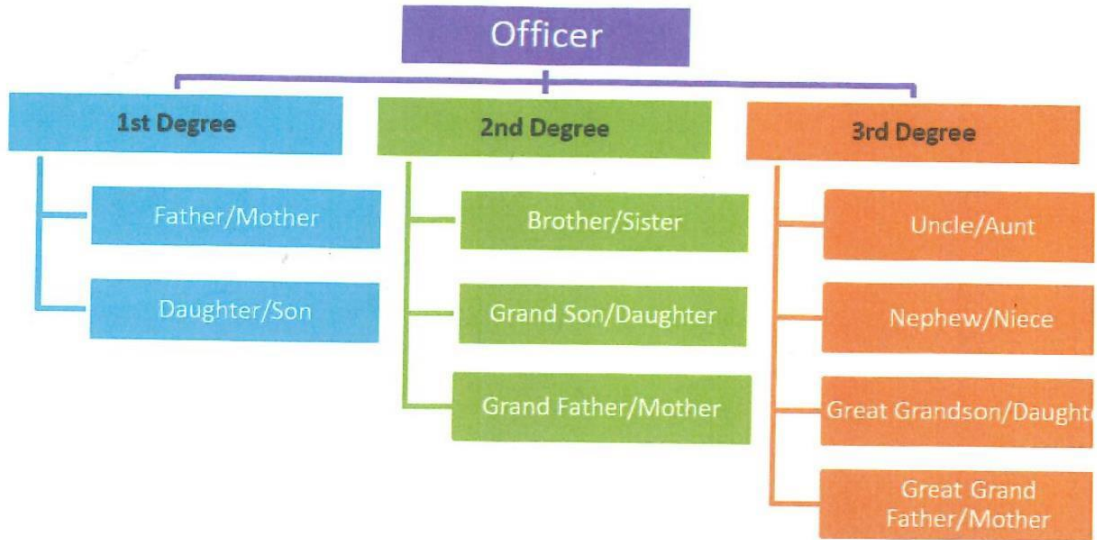 Officer
1st Degree
Father/Mother
Daughter/Son
2nd Degree
Brother/Sister
Grand Son/Daughter
Grand Father/Mother
3rd Degree
Uncle/Aunt
Nephew/Niece
Great Grandson/Daughte
Great Grand
Father/Mother